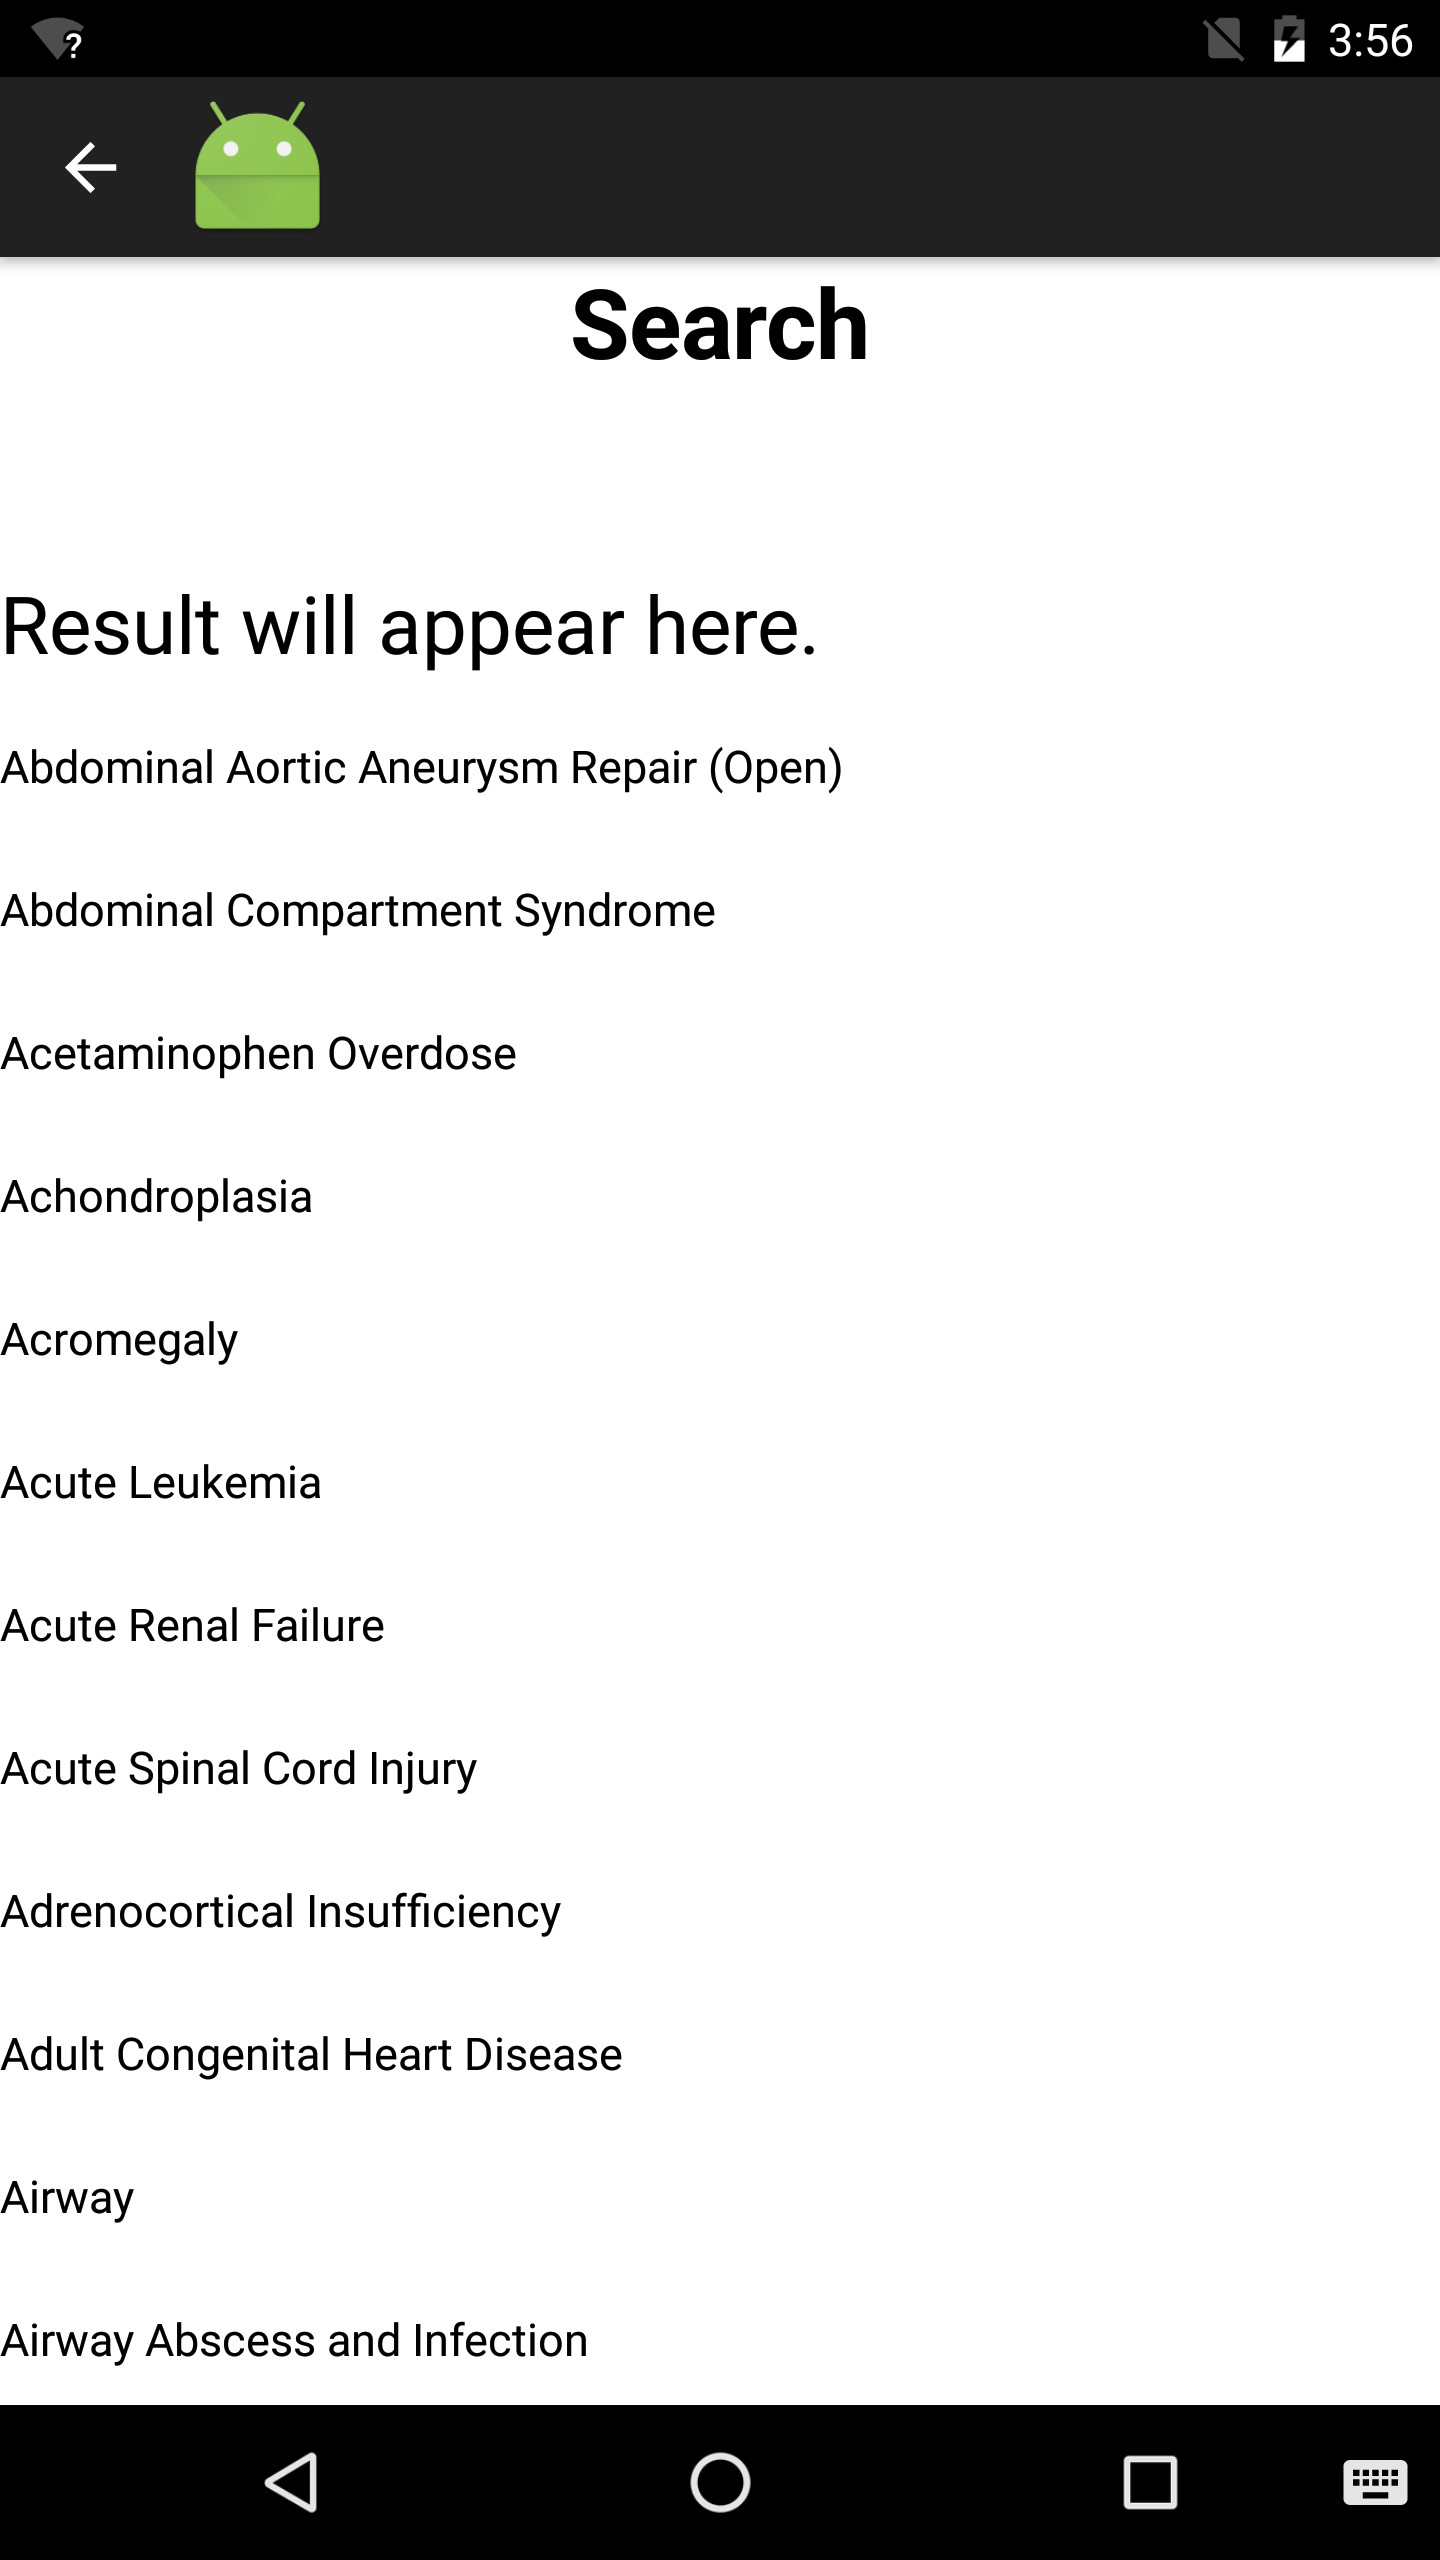 3:56
Search
Result will appear here.
Abdominal Aortic Aneurysm Repair (Open)
Abdominal Compartment Syndrome
Acetaminophen Overdose
Achondroplasia
Acromegaly
Acute Leukemia
Acute Renal Failure
Acute Spinal Cord Injury
Adrenocortical Insufficiency
Adult Congenital Heart Disease
Airway
Airway Abscess and Infection